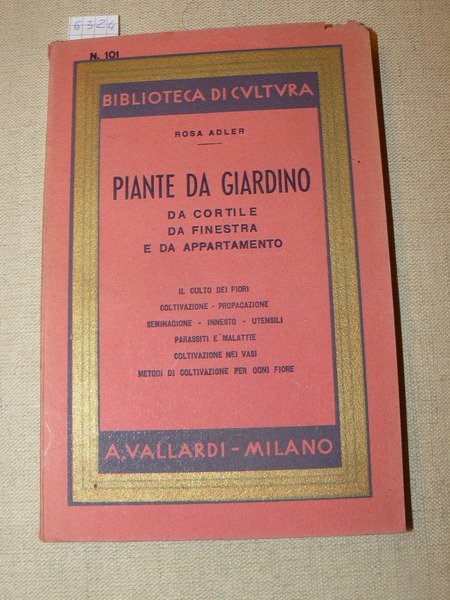 6324
N. 101
BIBLIOTECA DI CVLTVRA
ROSA ADLER
PIANTE DA GIARDINO
DA CORTILE
DA FINESTRA
E DA APPARTAMENTO
IL CULTO DEI FIORI
COLTIVAZIONE - PROPAGAZIONE
SEMINAGIONE - INNESTO - UTENSILI
PARASSITI E MALATTIE
COLTIVAZIONE NEI VASI
METODI DI COLTIVAZIONE PER OGNI FIORE
A. VALLARDI - MILANO